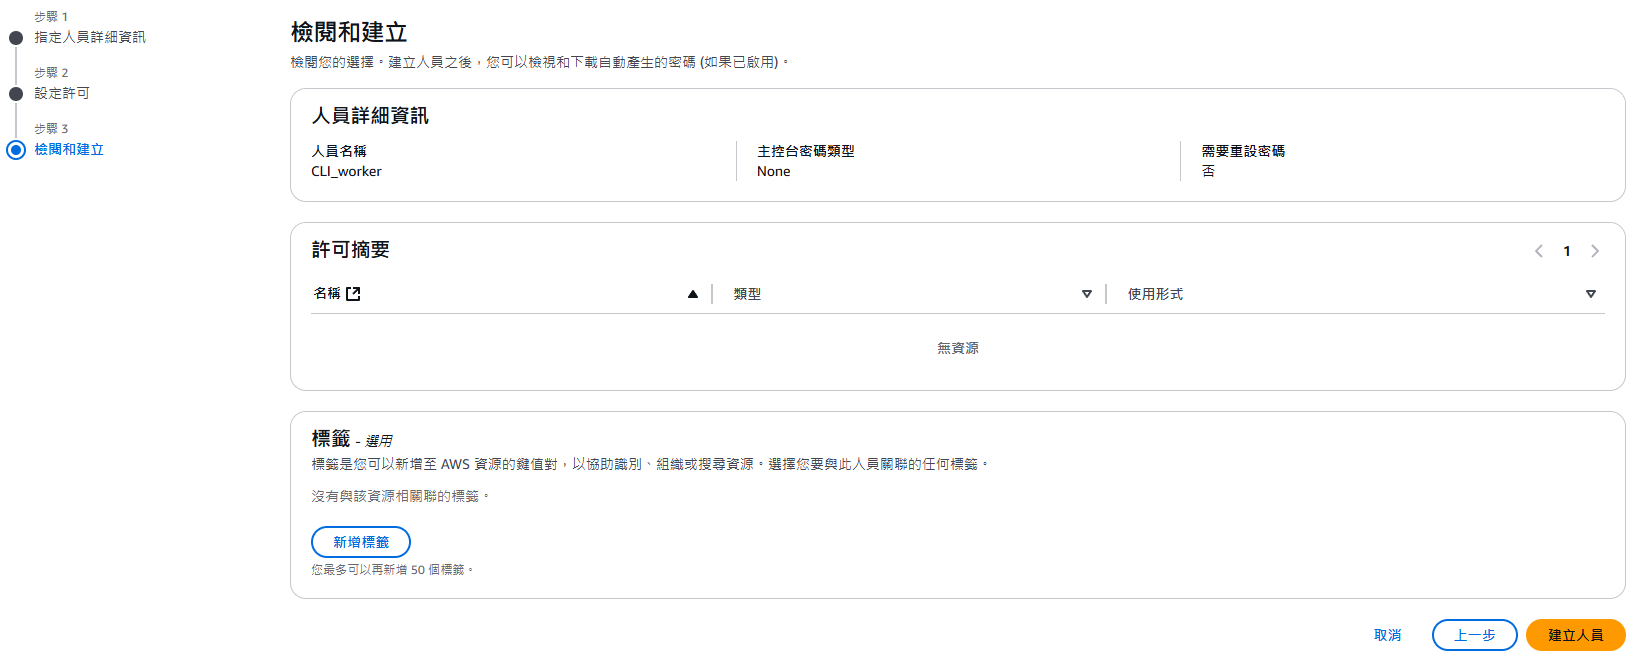 步驟 1
指定人員詳細資訊
步驟 2
設定許可
步驟 3
檢閱和建立
檢閱和建立
檢閱您的選擇。建立人員之後，您可以檢視和下載自動產生的密碼 (如果已啟用)。
人員詳細資訊
人員名稱
CLI_worker
主控台密碼類型
None
需要重設密碼
否
許可摘要
1
名稱
類型
使用形式
無資源
標籤 - 選用
標籤是您可以新增至 AWS 資源的鍵值對，以協助識別、組織或搜尋資源。選擇您要與此人員關聯的任何標籤。
沒有與該資源相關聯的標籤。
新增標籤
您最多可以再新增 50 個標籤。
取消
上一步
建立人員